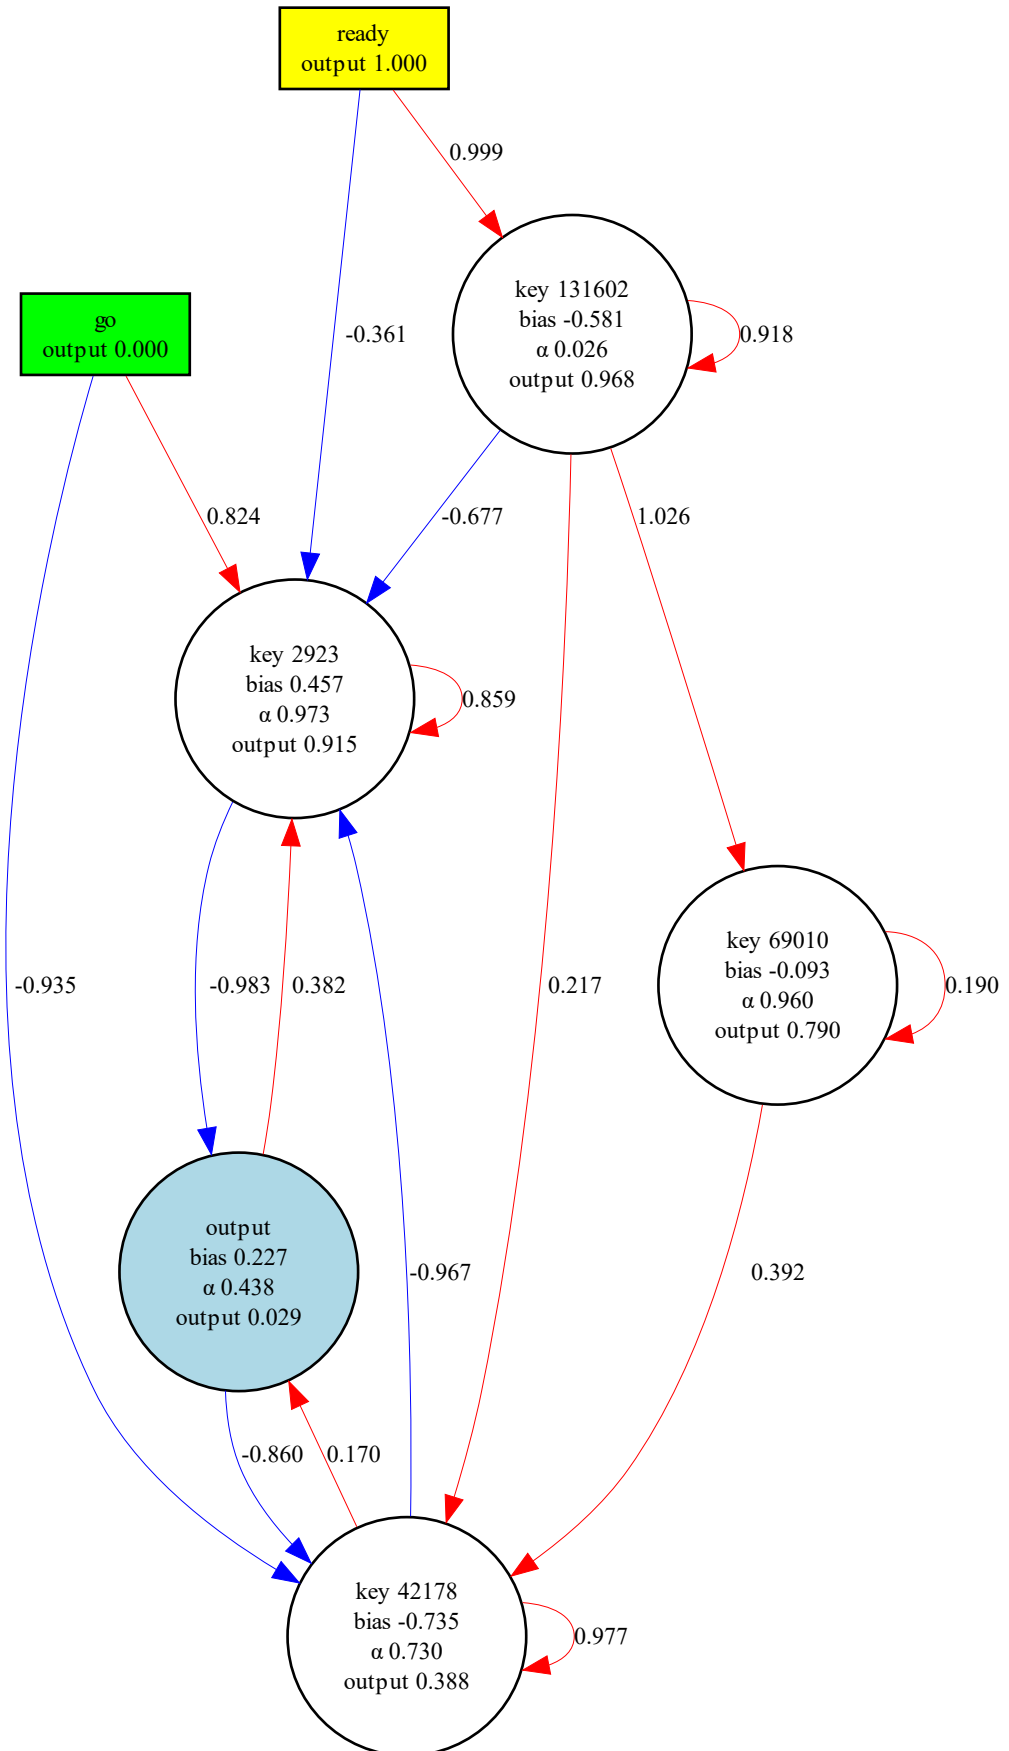 ready
output 1.000
0.999
key 131602
bias -0.581
α 0.026
output 0.968
0.918
-0.361
go
output 0.000
0.824
-0.677
1.026
key 2923
bias 0.457
α 0.973
output 0.915
0.859
key 69010
bias -0.093
α 0.960
output 0.790
0.190
-0.935
-0.983
0.382
0.217
output
bias 0.227
α 0.438
output 0.029
-0.967
0.392
-0.860
0.170
key 42178
bias -0.735
α 0.730
output 0.388
0.977